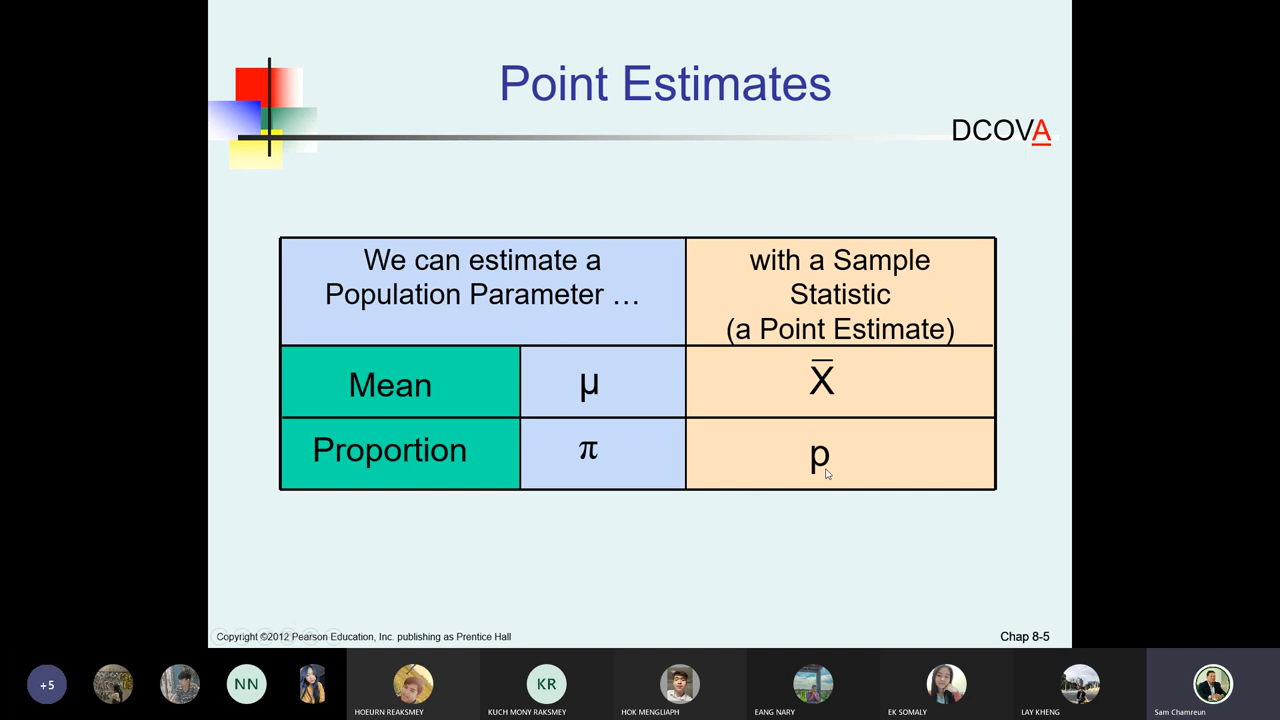 Point Estimates
DCOVA
We can estimate a
Population Parameter …
with a Sample
Statistic
(a Point Estimate)
Mean
μ
X̅
Proportion
π
p
Copyright ©2012 Pearson Education, Inc. publishing as Prentice Hall
Chap 8-5
+5
NN
HOEURN REAKSMEY
KR
KUCH MONY RAKSMEY
HOK MENGLIAPH
EANG NARY
EK SOMALY
LAY KHENG
Sam Chamreun